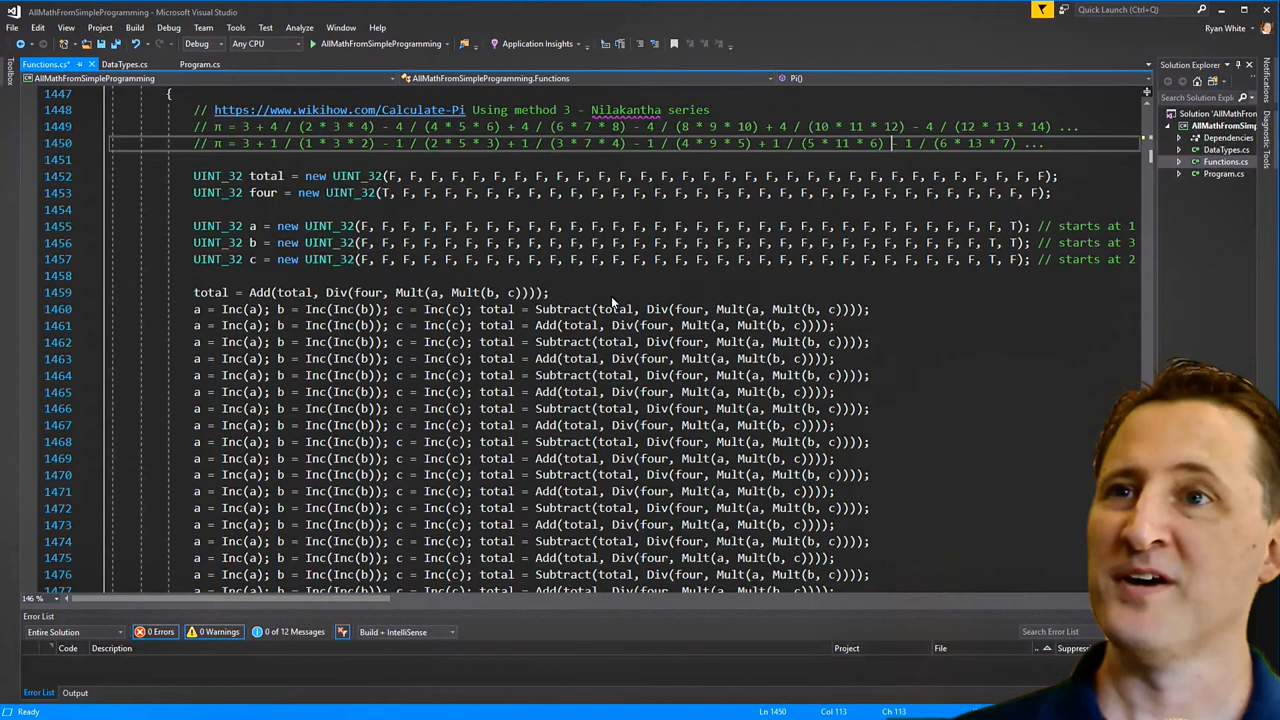 AllMathFromSimpleProgramming - Microsoft Visual Studio
Quick Launch (Ctrl+Q)
File Edit View Project Build Debug Team Tools Test Analyze Window Help
Ryan White
Debug Any CPU AllMathFromSimpleProgramming Application Insights
Functions.cs* DataTypes.cs Program.cs
Solution Explorer
AllMathFromSimpleProgramming AllMathFromSimpleProgramming.Functions Pi()
Toolbox
Notifications
Search Solution Explo
Solution 'AllMathFromS
AllMathFromSimpl
Dependencies
DataTypes.cs
Functions.cs
Program.cs
1447 {
1448 // https://www.wikihow.com/Calculate-Pi Using method 3 - Nilakantha series
1449 // π = 3 + 4 / (2 * 3 * 4) - 4 / (4 * 5 * 6) + 4 / (6 * 7 * 8) - 4 / (8 * 9 * 10) + 4 / (10 * 11 * 12) - 4 / (12 * 13 * 14) ...
1450 // π = 3 + 1 / (1 * 3 * 2) - 1 / (2 * 5 * 3) + 1 / (3 * 7 * 4) - 1 / (4 * 9 * 5) + 1 / (5 * 11 * 6) - 1 / (6 * 13 * 7) ...
1451
1452 UINT_32 total = new UINT_32(F, F, F, F, F, F, F, F, F, F, F, F, F, F, F, F, F, F, F, F, F, F, F, F, F, F, F, F, F, F, F, F);
1453 UINT_32 four = new UINT_32(T, F, F, F, F, F, F, F, F, F, F, F, F, F, F, F, F, F, F, F, F, F, F, F, F, F, F, F, F, F, F, F);
1454
1455 UINT_32 a = new UINT_32(F, F, F, F, F, F, F, F, F, F, F, F, F, F, F, F, F, F, F, F, F, F, F, F, F, F, F, F, F, F, F, T); // starts at 1
1456 UINT_32 b = new UINT_32(F, F, F, F, F, F, F, F, F, F, F, F, F, F, F, F, F, F, F, F, F, F, F, F, F, F, F, F, F, F, T, T); // starts at 3
1457 UINT_32 c = new UINT_32(F, F, F, F, F, F, F, F, F, F, F, F, F, F, F, F, F, F, F, F, F, F, F, F, F, F, F, F, F, F, T, F); // starts at 2
1458
1459 total = Add(total, Div(four, Mult(a, Mult(b, c))));
1460 a = Inc(a); b = Inc(Inc(b)); c = Inc(c); total = Subtract(total, Div(four, Mult(a, Mult(b, c))));
1461 a = Inc(a); b = Inc(Inc(b)); c = Inc(c); total = Add(total, Div(four, Mult(a, Mult(b, c))));
1462 a = Inc(a); b = Inc(Inc(b)); c = Inc(c); total = Subtract(total, Div(four, Mult(a, Mult(b, c))));
1463 a = Inc(a); b = Inc(Inc(b)); c = Inc(c); total = Add(total, Div(four, Mult(a, Mult(b, c))));
1464 a = Inc(a); b = Inc(Inc(b)); c = Inc(c); total = Subtract(total, Div(four, Mult(a, Mult(b, c))));
1465 a = Inc(a); b = Inc(Inc(b)); c = Inc(c); total = Add(total, Div(four, Mult(a, Mult(b, c))));
1466 a = Inc(a); b = Inc(Inc(b)); c = Inc(c); total = Subtract(total, Div(four, Mult(a, Mult(b, c))));
1467 a = Inc(a); b = Inc(Inc(b)); c = Inc(c); total = Add(total, Div(four, Mult(a, Mult(b, c))));
1468 a = Inc(a); b = Inc(Inc(b)); c = Inc(c); total = Subtract(total, Div(four, Mult(a, Mult(b, c))));
1469 a = Inc(a); b = Inc(Inc(b)); c = Inc(c); total = Add(total, Div(four, Mult(a, Mult(b, c))));
1470 a = Inc(a); b = Inc(Inc(b)); c = Inc(c); total = Subtract(total, Div(four, Mult(a, Mult(b, c))));
1471 a = Inc(a); b = Inc(Inc(b)); c = Inc(c); total = Add(total, Div(four, Mult(a, Mult(b, c))));
1472 a = Inc(a); b = Inc(Inc(b)); c = Inc(c); total = Subtract(total, Div(four, Mult(a, Mult(b, c))));
1473 a = Inc(a); b = Inc(Inc(b)); c = Inc(c); total = Add(total, Div(four, Mult(a, Mult(b, c))));
1474 a = Inc(a); b = Inc(Inc(b)); c = Inc(c); total = Subtract(total, Div(four, Mult(a, Mult(b, c))));
1475 a = Inc(a); b = Inc(Inc(b)); c = Inc(c); total = Add(total, Div(four, Mult(a, Mult(b, c))));
1476 a = Inc(a); b = Inc(Inc(b)); c = Inc(c); total = Subtract(total, Div(four, Mult(a, Mult(b, c))));
1477 a = Inc(a); b = Inc(Inc(b)); c = Inc(c); total = Add(total, Div(four, Mult(a, Mult(b, c))));
146 %
Error List
Entire Solution 0 Errors 0 Warnings 0 of 12 Messages Build + IntelliSense Search Error List
Code Description Project File Suppres
Error List Output
Ready Ln 1450 Col 113 Ch 113